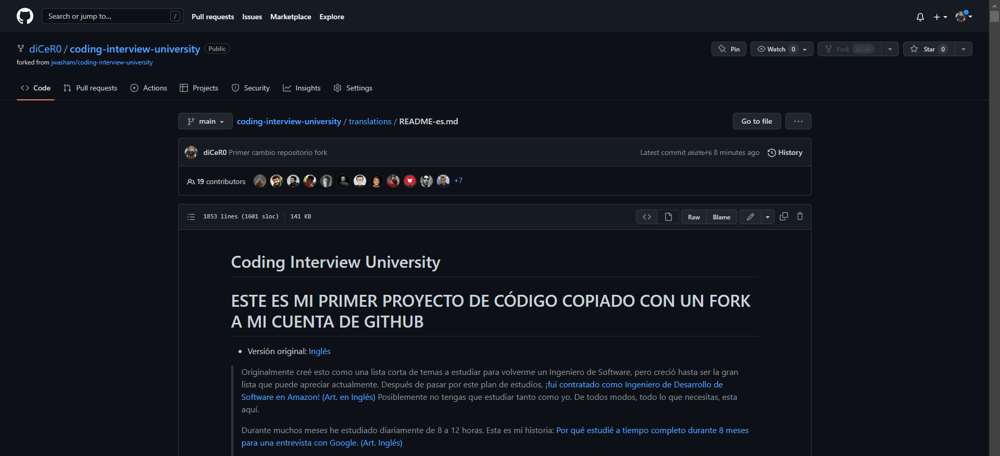 Search or jump to...
/
Pull requests
Issues
Marketplace
Explore
diCeR0 / coding-interview-university
Public
Pin
Watch 0
Fork 62.6k
Star 0
forked from jwasham/coding-interview-university
Code
Pull requests
Actions
Projects
Security
Insights
Settings
main
coding-interview-university / translations / README-es.md
Go to file
...
diCeR0 Primer cambio repositorio fork
Latest commit d6d9bf6 8 minutes ago
History
19 contributors
+7
1853 lines (1601 sloc)
141 KB
Raw
Blame
Coding Interview University
ESTE ES MI PRIMER PROYECTO DE CÓDIGO COPIADO CON UN FORK
A MI CUENTA DE GITHUB
• Versión original: Inglés
Originalmente creé esto como una lista corta de temas a estudiar para volverme un Ingeniero de Software, pero creció hasta ser la gran
lista que puede apreciar actualmente. Después de pasar por este plan de estudios, ¡fui contratado como Ingeniero de Desarrollo de
Software en Amazon! (Art. en Inglés) Posiblemente no tengas que estudiar tanto como yo. De todos modos, todo lo que necesitas, esta
aquí.
Durante muchos meses he estudiado diariamente de 8 a 12 horas. Esta es mi historia: Por qué estudié a tiempo completo durante 8 meses
para una entrevista con Google. (Art. Inglés)